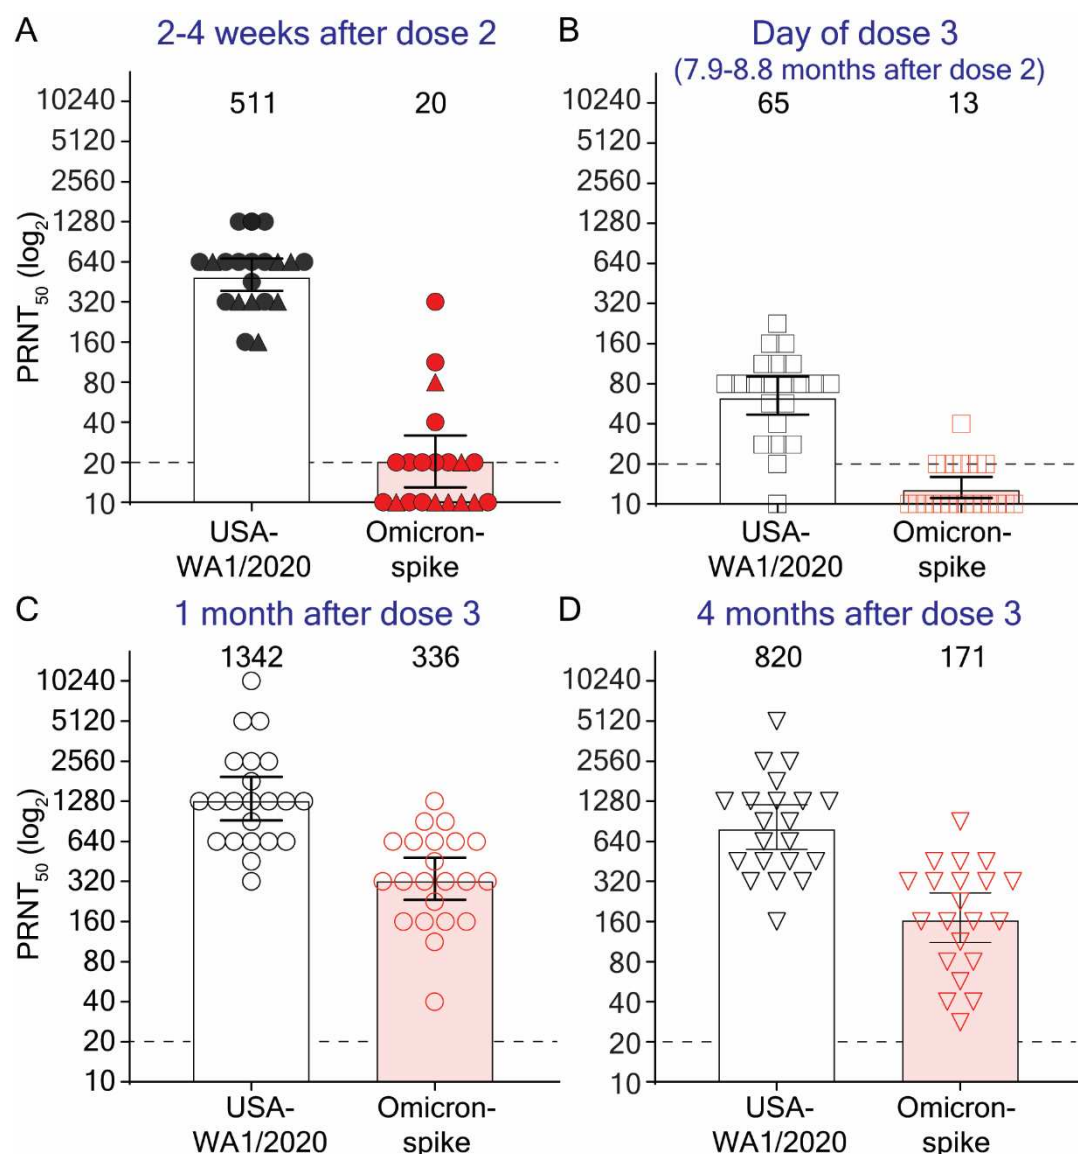 A 2-4 weeks after dose 2
511 20
PRNT50 (log2)
10240
5120
2560
1280
640
320
160
80
40
20
10
USA-
WA1/2020
Omicron-
spike
B Day of dose 3
(7.9-8.8 months after dose 2)
65 13
10240
5120
2560
1280
640
320
160
80
40
20
10
USA-
WA1/2020
Omicron-
spike
C 1 month after dose 3
1342 336
PRNT50 (log2)
10240
5120
2560
1280
640
320
160
80
40
20
10
USA-
WA1/2020
Omicron-
spike
D 4 months after dose 3
820 171
10240
5120
2560
1280
640
320
160
80
40
20
10
USA-
WA1/2020
Omicron-
spike